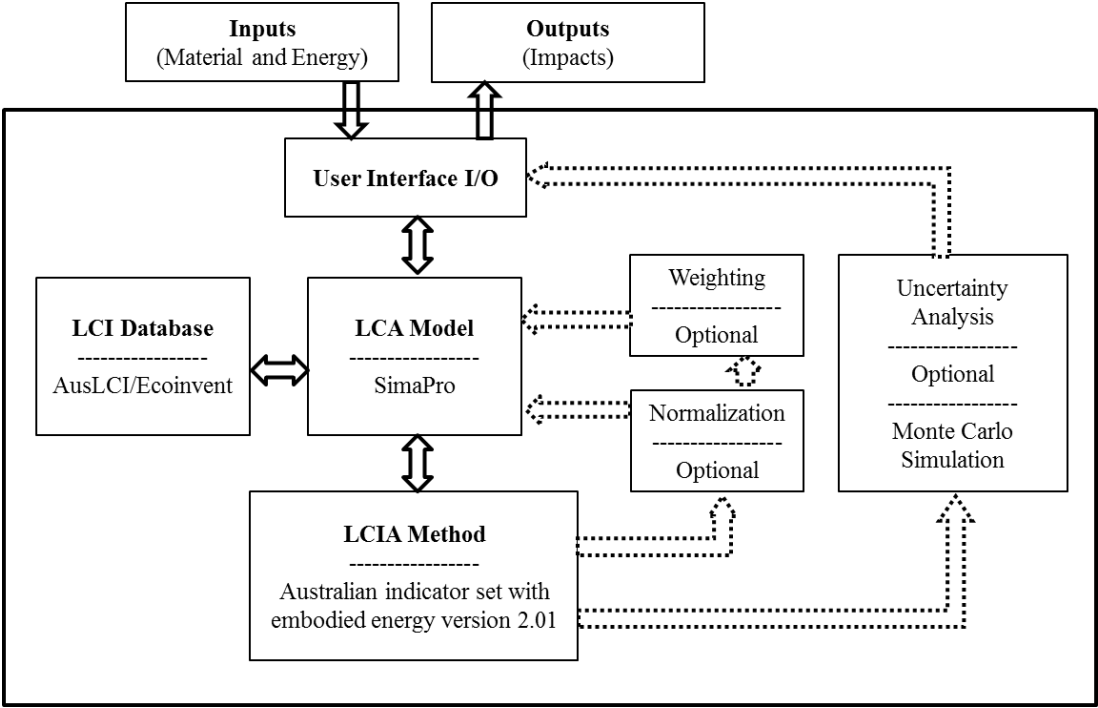 Inputs
(Material and Energy)
Outputs
(Impacts)
User Interface I/O
LCI Database
------------------
AusLCI/Ecoinvent
LCA Model
------------------
SimaPro
Weighting
------------------
Optional
Normalization
------------------
Optional
Uncertainty
Analysis
------------------
Optional
------------------
Monte Carlo
Simulation
LCIA Method
------------------
Australian indicator set with
embodied energy version 2.01